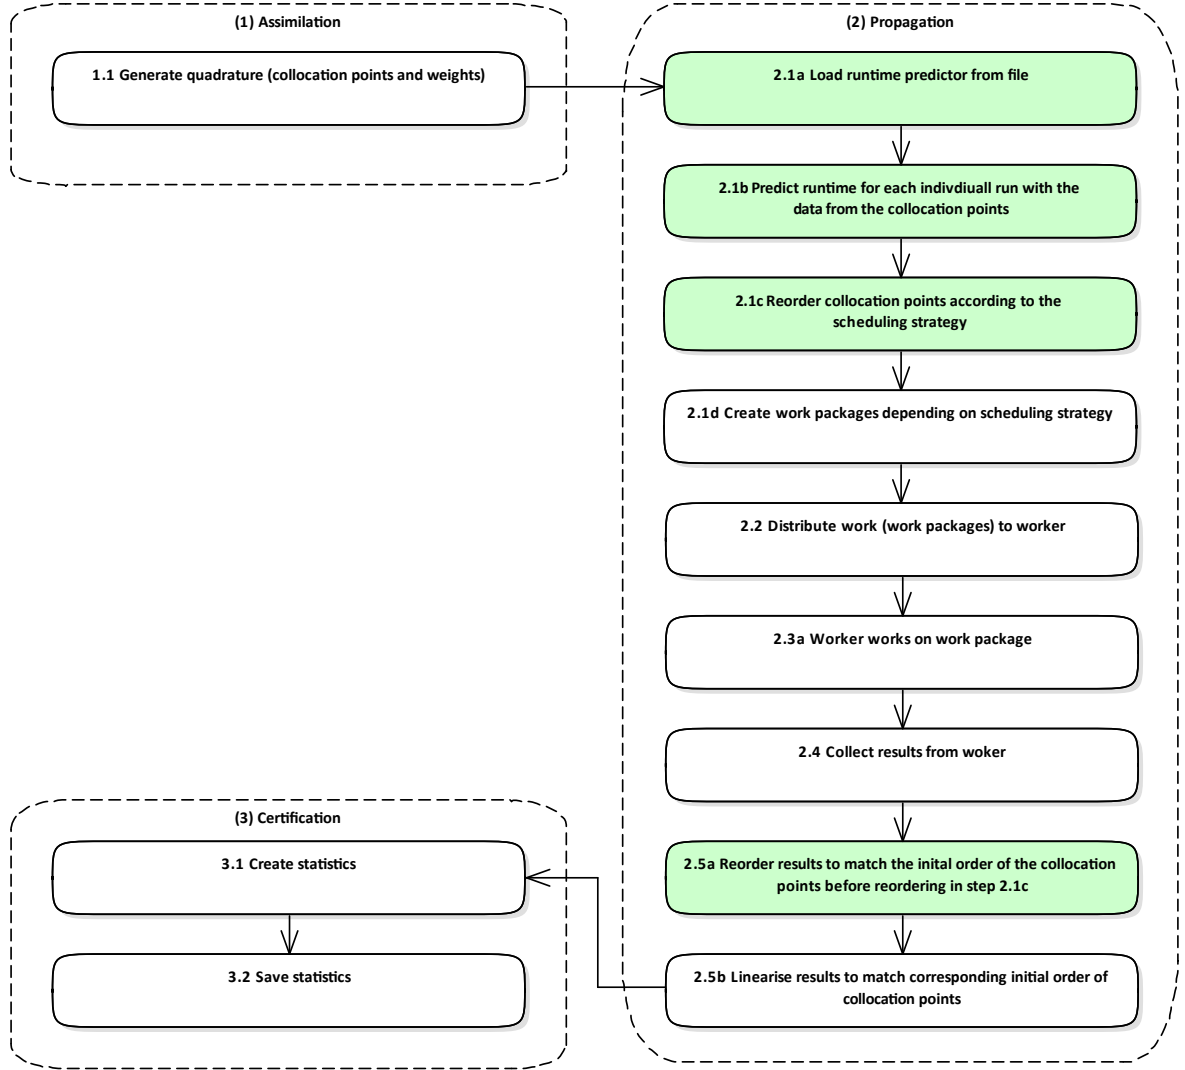 (1) Assimilation
1.1 Generate quadrature (collocation points and weights)
(2) Propagation
2.1a Load runtime predictor from file
2.1b Predict runtime for each indivdiuall run with the
data from the collocation points
2.1c Reorder collocation points according to the
scheduling strategy
2.1d Create work packages depending on scheduling strategy
2.2 Distribute work (work packages) to worker
2.3a Worker works on work package
2.4 Collect results from woker
2.5a Reorder results to match the inital order of the collocation
points before reordering in step 2.1c
2.5b Linearise results to match corresponding initial order of
collocation points
(3) Certification
3.1 Create statistics
3.2 Save statistics